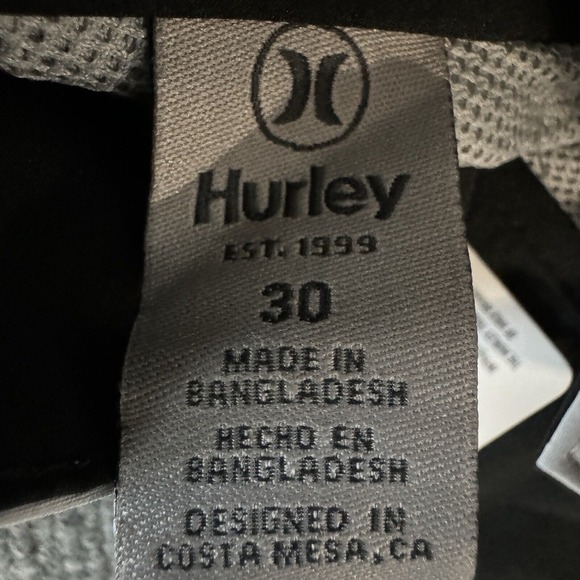 Hurley
EST. 1999
30
MADE IN
BANGLADESH
HECHO EN
BANGLADESH
DESIGNED IN
COSTA MESA, CA